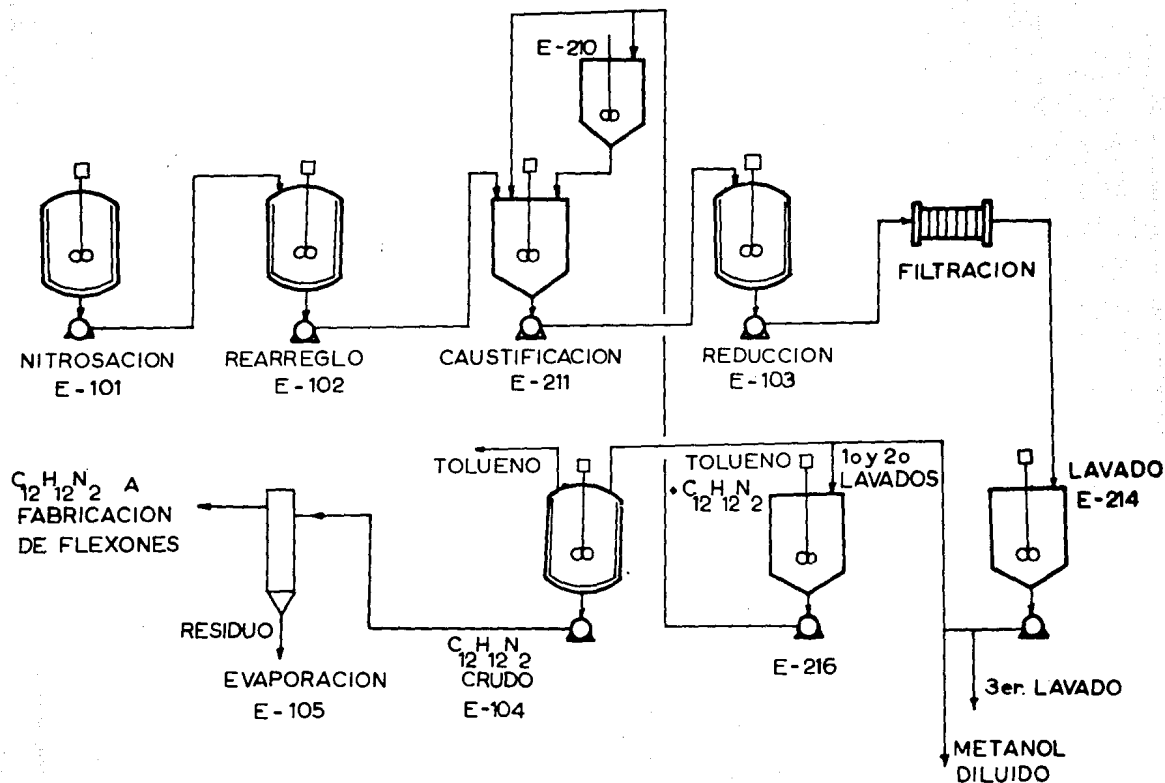 E-210
FILTRACION
NITROSACION
E-101
REARREGLO
E-102
CAUSTIFICACION
E-211
REDUCCION
E-103
C12H12N2 A
FABRICACION
DE FLEXONES
TOLUENO
TOLUENO
+ C12H12N2
1o y 2o
LAVADOS
LAVADO
E-214
RESIDUO
EVAPORACION
E-105
C12H12N2
CRUDO
E-104
E-216
3er. LAVADO
METANOL
DILUIDO